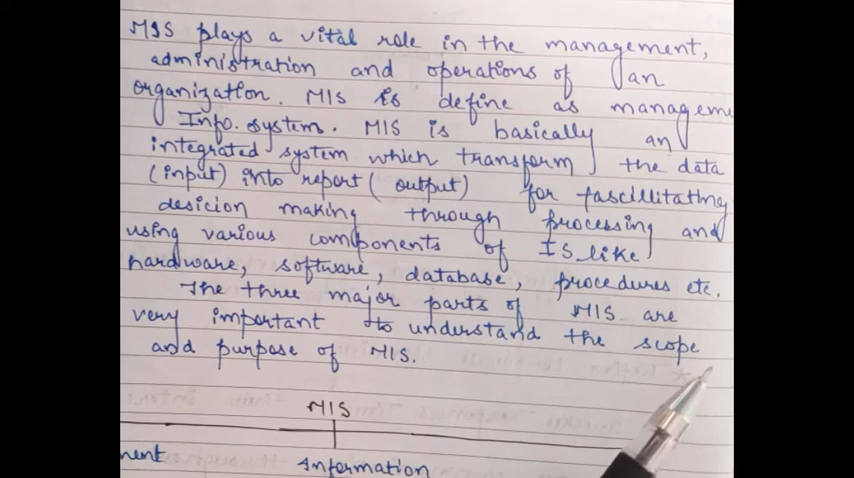 MIS plays a vital role in the management,
administration and operations of an
organization. MIS is define as managem
Info. system. MIS is basically an
integrated system which transform the data
(input) into report (output) for fascillitating
desicion making through processing and
using various components of IS like
hardware, software, database, procedures etc.
The three major parts of MIS are
very important to understand the scope
and purpose of MIS.
MIS
ment Information